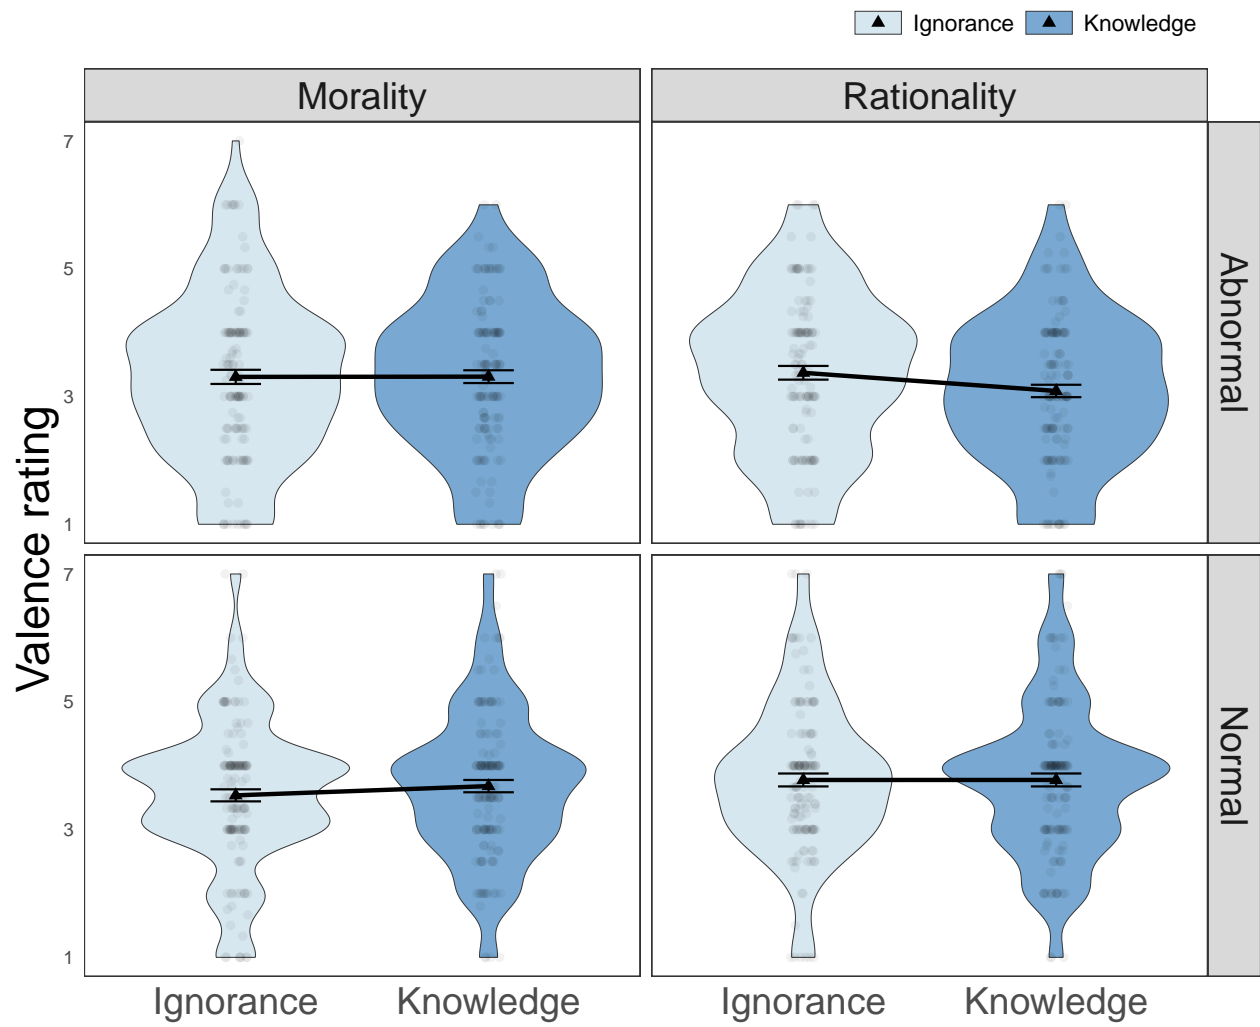 Ignorance Knowledge
Morality Rationality
Valence rating
7
5
3
1
Abnormal
7
5
3
1
Normal
Ignorance Knowledge Ignorance Knowledge